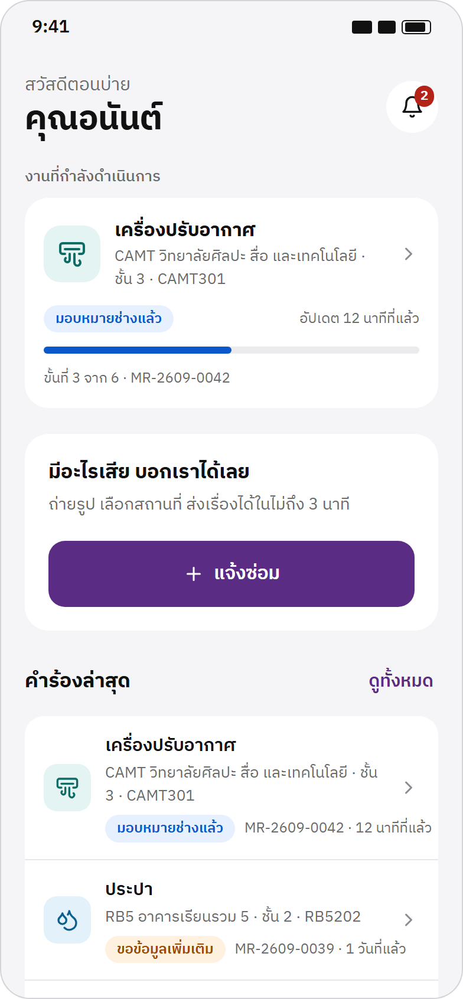 9:41
สวัสดีตอนบ่าย
คุณอนันต์
2
งานที่กำลังดำเนินการ
เครื่องปรับอากาศ
CAMT วิทยาลัยศิลปะ สื่อ และเทคโนโลยี ·
ชั้น 3 · CAMT301
มอบหมายช่างแล้ว
อัปเดต 12 นาทีที่แล้ว
ขั้นที่ 3 จาก 6 · MR-2609-0042
มีอะไรเสีย บอกเราได้เลย
ถ่ายรูป เลือกสถานที่ ส่งเรื่องได้ในไม่ถึง 3 นาที
แจ้งซ่อม
คำร้องล่าสุด
ดูทั้งหมด
เครื่องปรับอากาศ
CAMT วิทยาลัยศิลปะ สื่อ และเทคโนโลยี · ชั้น
3 · CAMT301
มอบหมายช่างแล้ว
MR-2609-0042 · 12 นาทีที่แล้ว
ประปา
RB5 อาคารเรียนรวม 5 · ชั้น 2 · RB5202
ขอข้อมูลเพิ่มเติม
MR-2609-0039 · 1 วันที่แล้ว